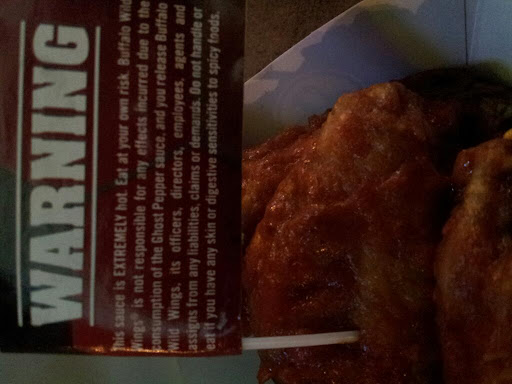 WARNING
This sauce is EXTREMELY hot. Eat at your own risk. Buffalo Wild
Wings® is not responsible for any effects incurred due to the
consumption of the Ghost Pepper sauce, and you release Buffalo
Wild Wings, its officers, directors, employees, agents and
assigns from any liabilities, claims or demands. Do not handle or
eat if you have any skin or digestive sensitivities to spicy foods.